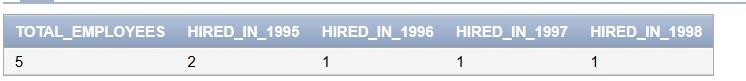 TOTAL_EMPLOYEES HIRED_IN_1995 HIRED_IN_1996 HIRED_IN_1997 HIRED_IN_1998
5 2 1 1 1